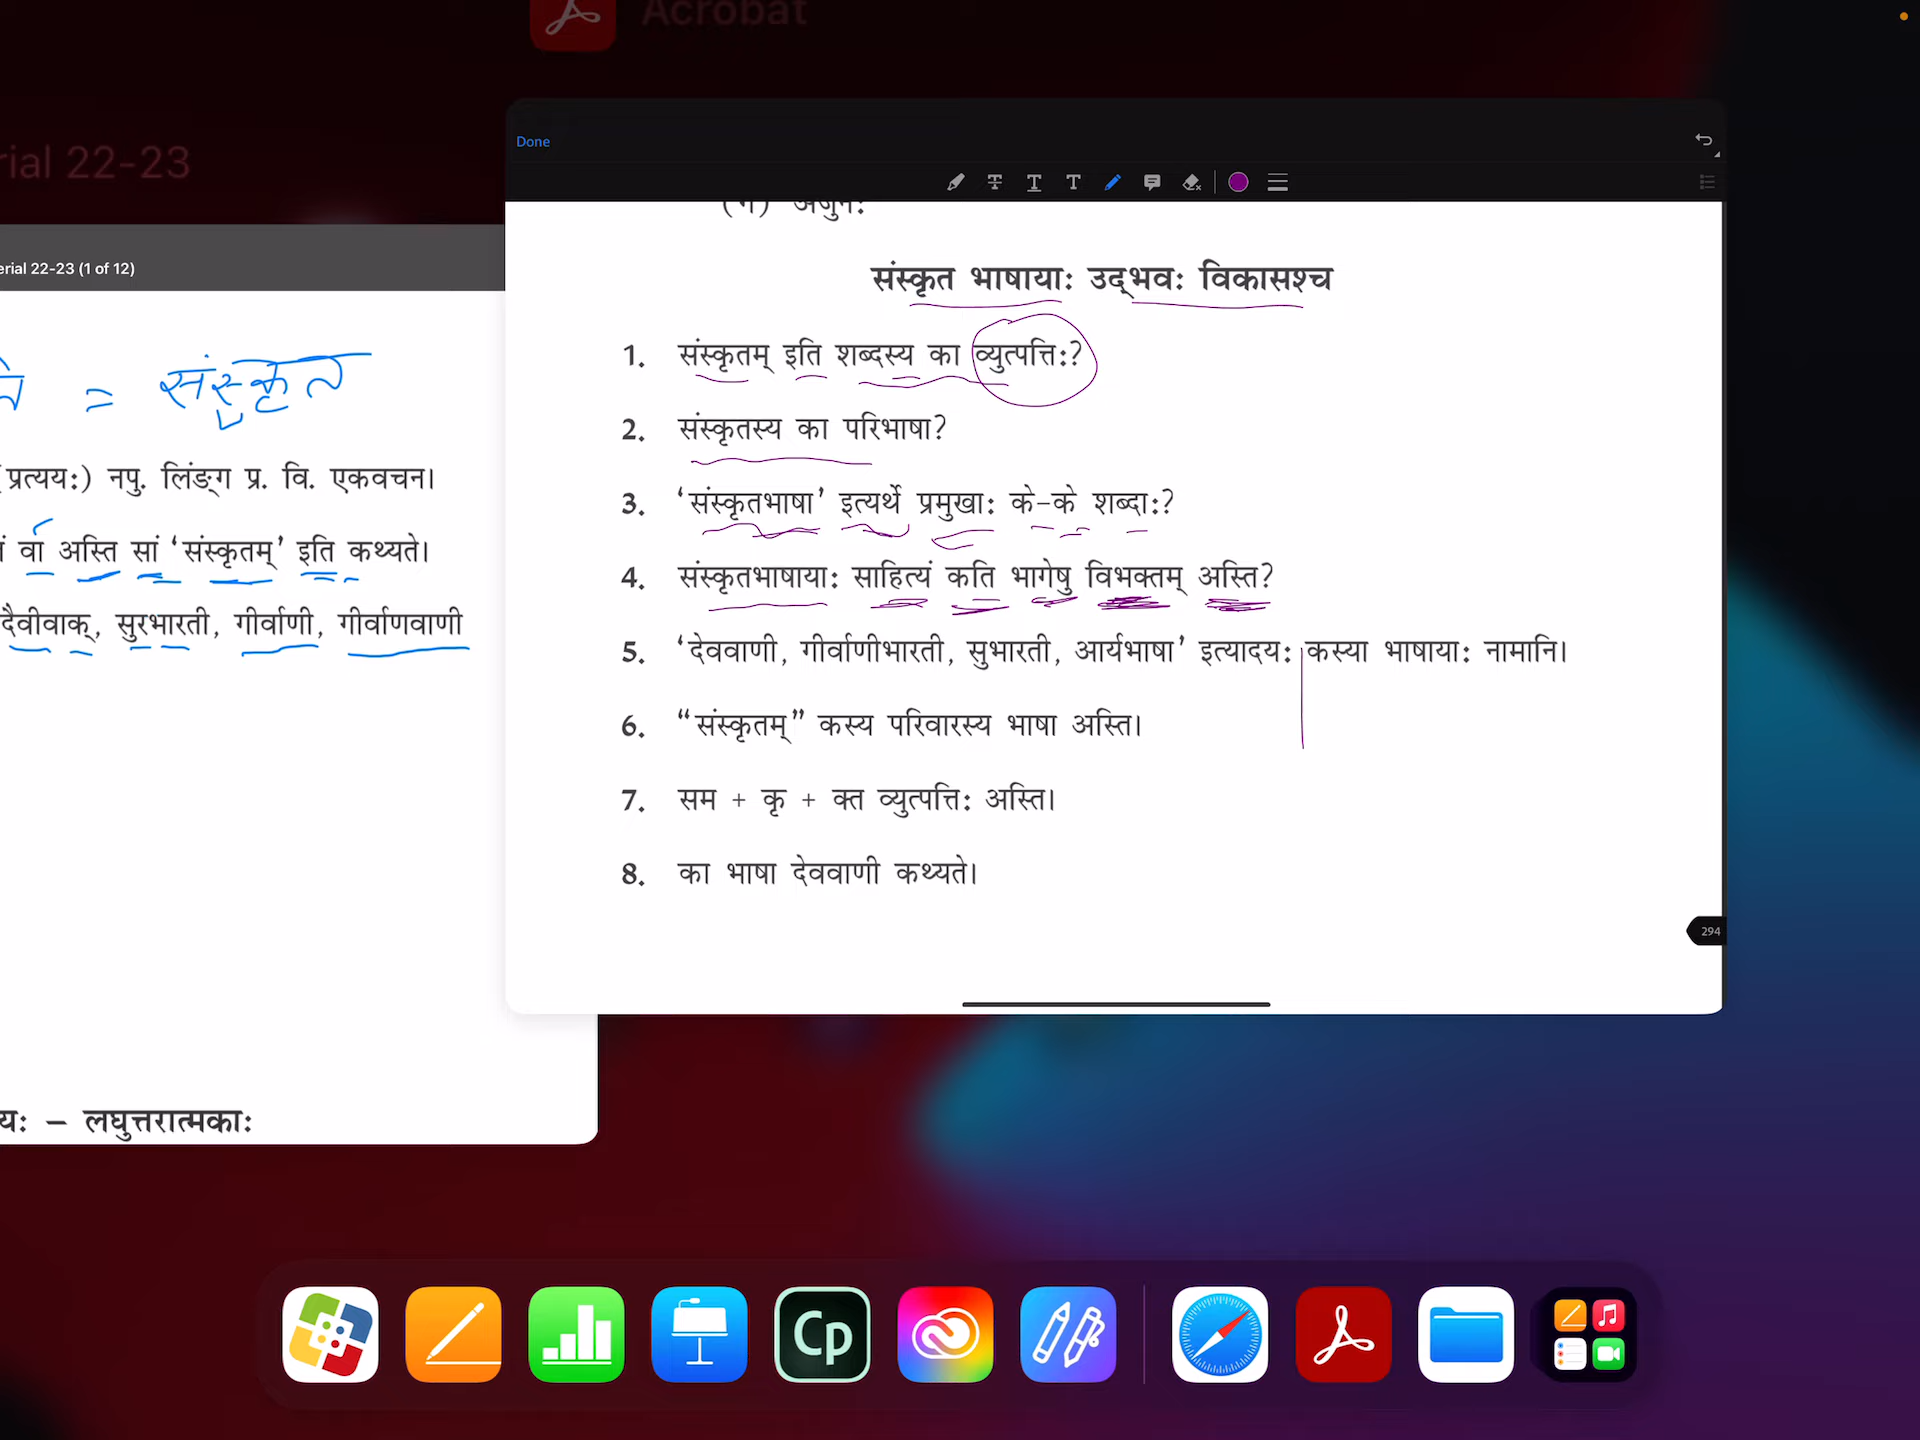 Acrobat
rial 22-23
erial 22-23 (1 of 12)
= संस्कृत
प्रत्ययः) नपु. लिंङ्ग प्र. वि. एकवचन।
वा अस्ति सां ‘संस्कृतम्’ इति कथ्यते।
दैवीवाक्, सुरभारती, गीर्वाणी, गीर्वाणवाणी
यः – लघुत्तरात्मकाः
Done
(ग) अर्जुनः
संस्कृत भाषायाः उद्भवः विकासश्च
1. संस्कृतम् इति शब्दस्य का व्युत्पत्तिः?
2. संस्कृतस्य का परिभाषा?
3. ‘संस्कृतभाषा’ इत्यर्थे प्रमुखाः के-के शब्दाः?
4. संस्कृतभाषायाः साहित्यं कति भागेषु विभक्तम् अस्ति?
5. ‘देववाणी, गीर्वाणीभारती, सुभारती, आर्यभाषा’ इत्यादयः कस्या भाषायाः नामानि।
6. “संस्कृतम्” कस्य परिवारस्य भाषा अस्ति।
7. सम + कृ + क्त व्युत्पत्तिः अस्ति।
8. का भाषा देववाणी कथ्यते।
294
Cp